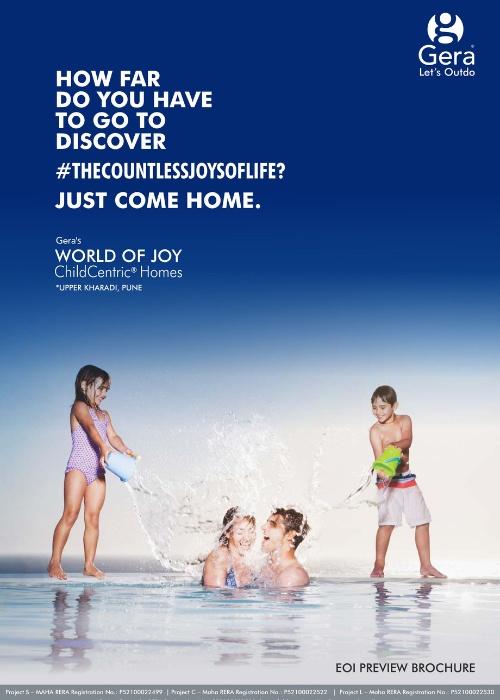 Gera®
Let's Outdo
HOW FAR
DO YOU HAVE
TO GO TO
DISCOVER
#THECOUNTLESSJOYSOFLIFE?
JUST COME HOME.
Gera's
WORLD OF JOY
ChildCentric® Homes
*UPPER KHARADI, PUNE
EOI PREVIEW BROCHURE
Project S – MAHA RERA Registration No.: P52100022499 | Project C – Maha RERA Registration No.: P52100022522 | Project L – Maha RERA Registration No.: P52100022530